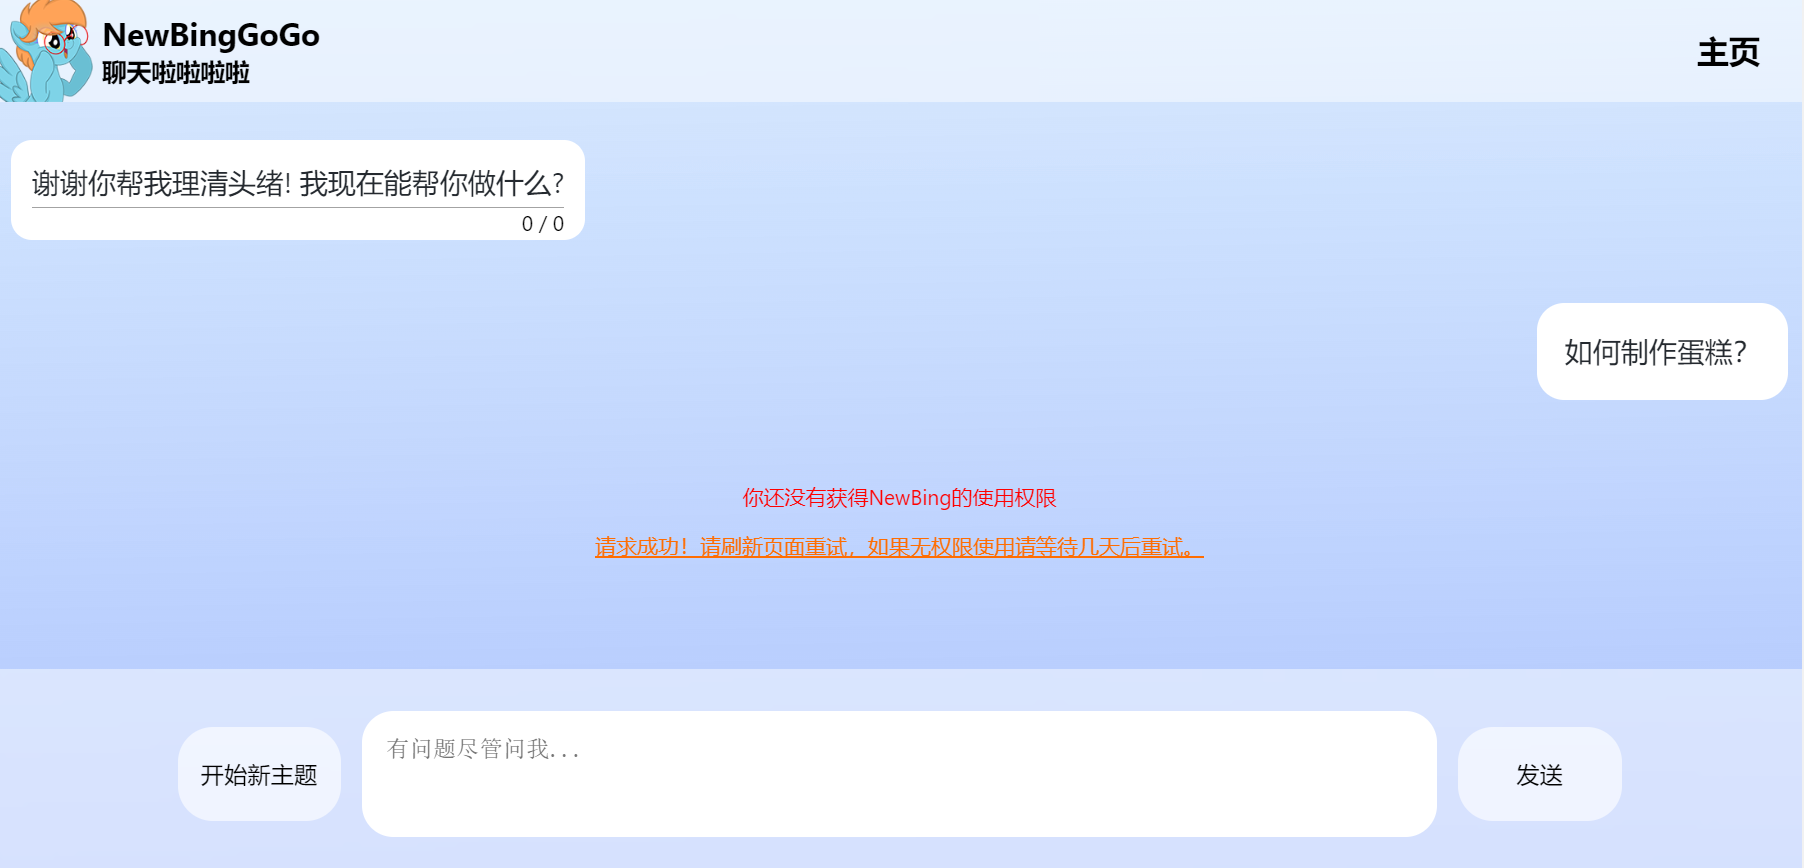 NewBingGoGo
聊天啦啦啦啦
主页
谢谢你帮我理清头绪! 我现在能帮你做什么?
0 / 0
如何制作蛋糕？
你还没有获得NewBing的使用权限
请求成功！请刷新页面重试，如果无权限使用请等待几天后重试。
开始新主题
有问题尽管问我...
发送